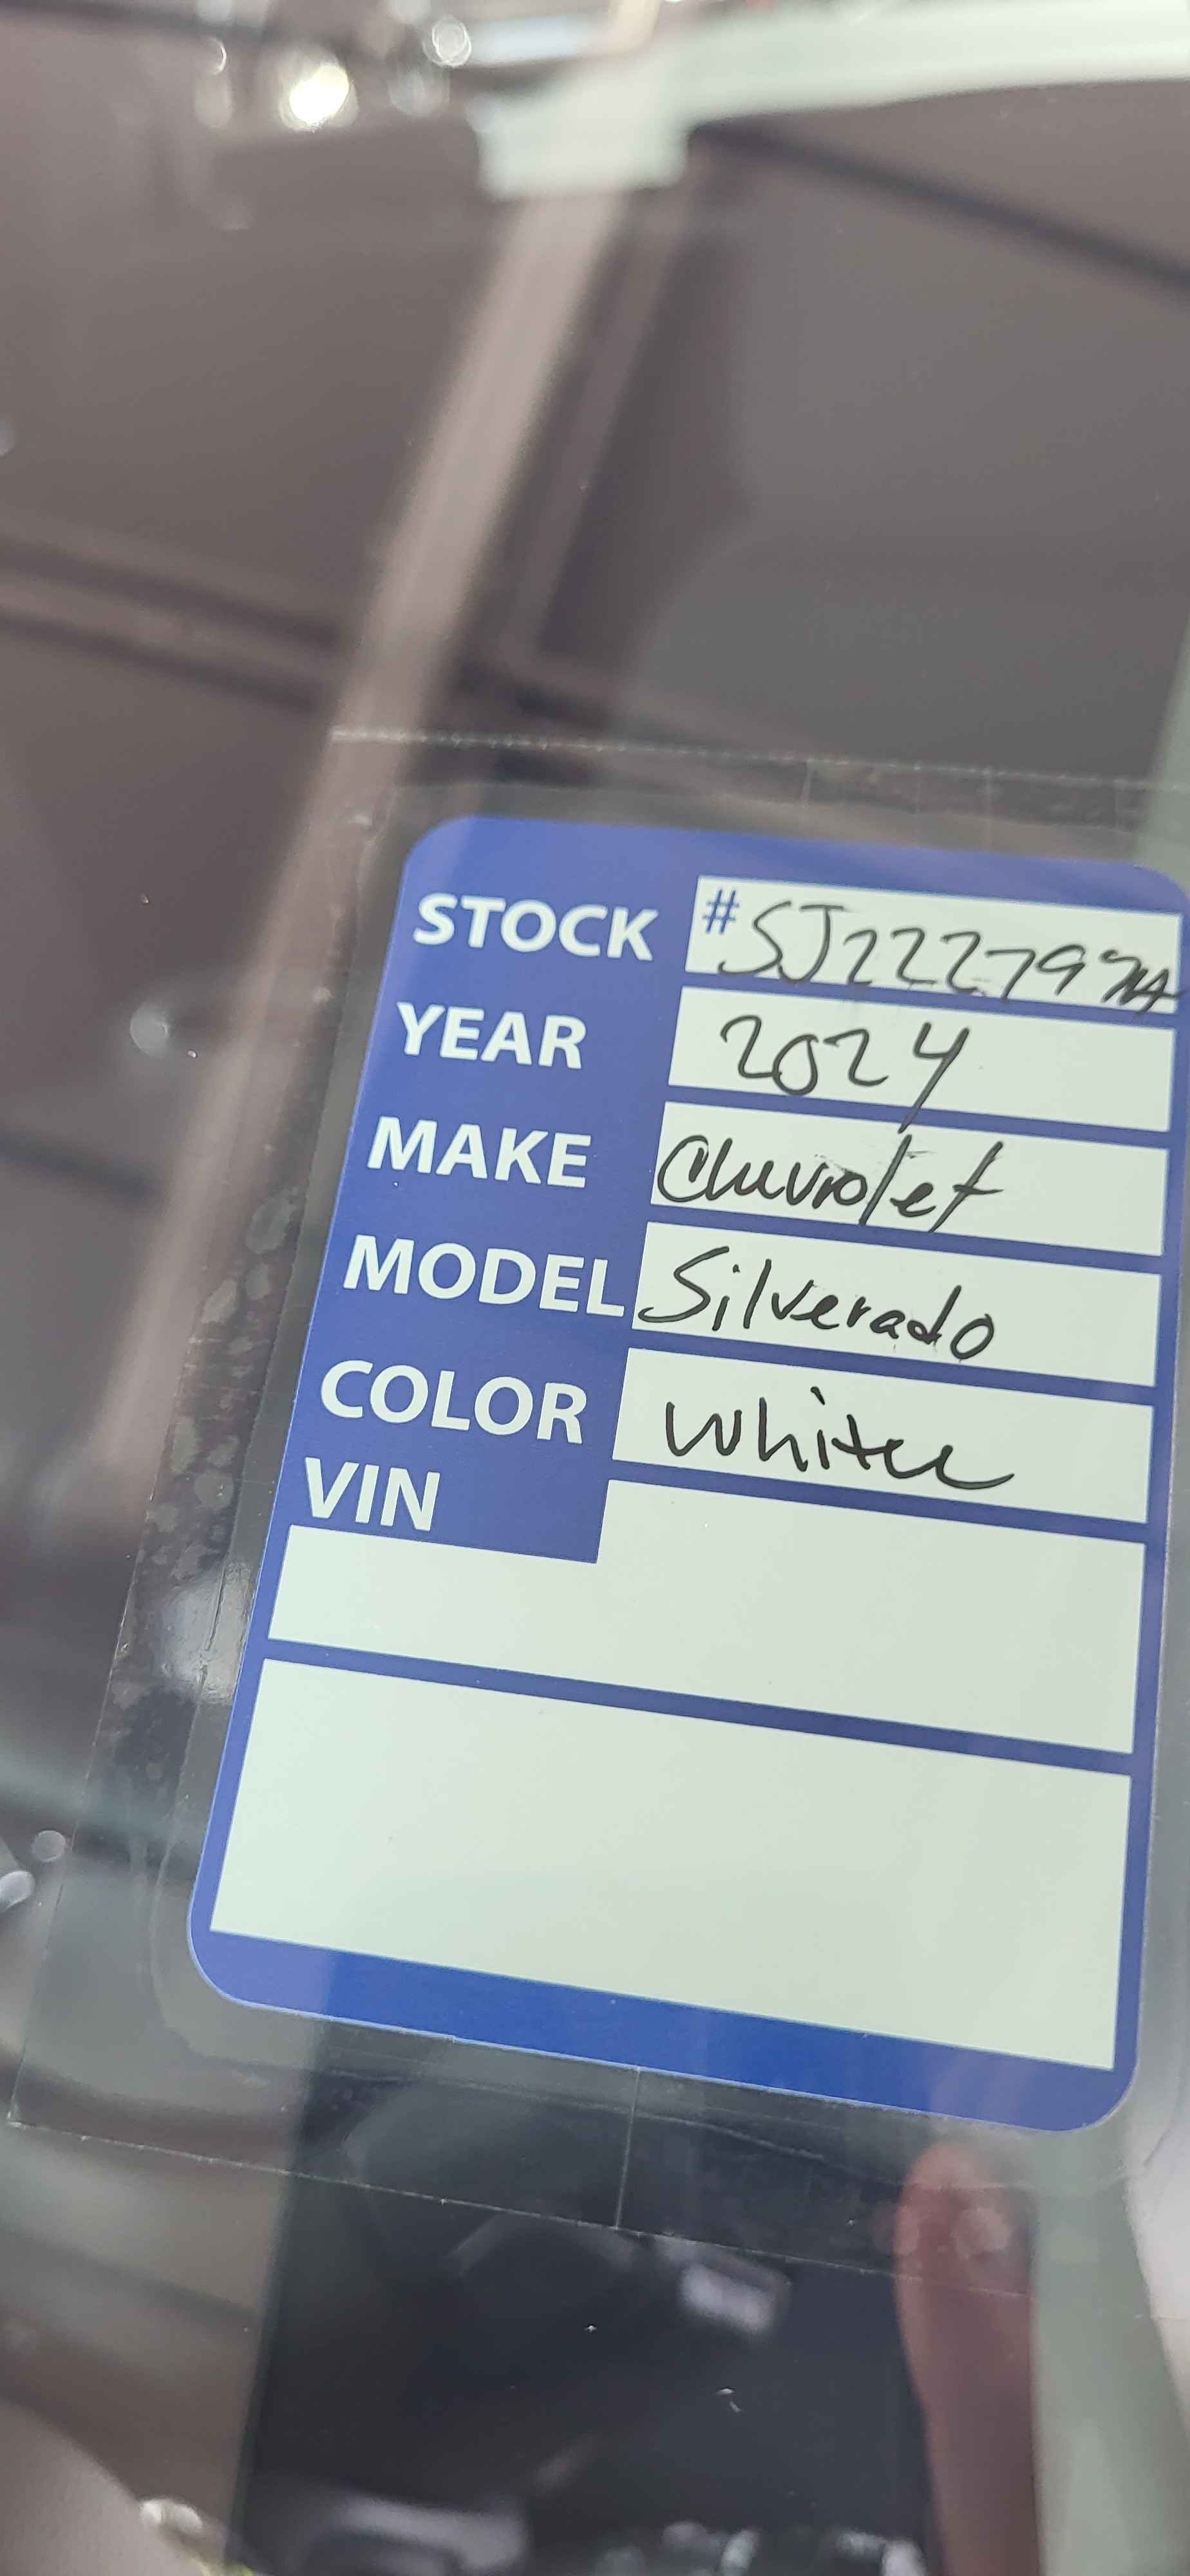 STOCK #SJ222797A
YEAR 2024
MAKE Chevrolet
MODEL Silverado
COLOR White
VIN